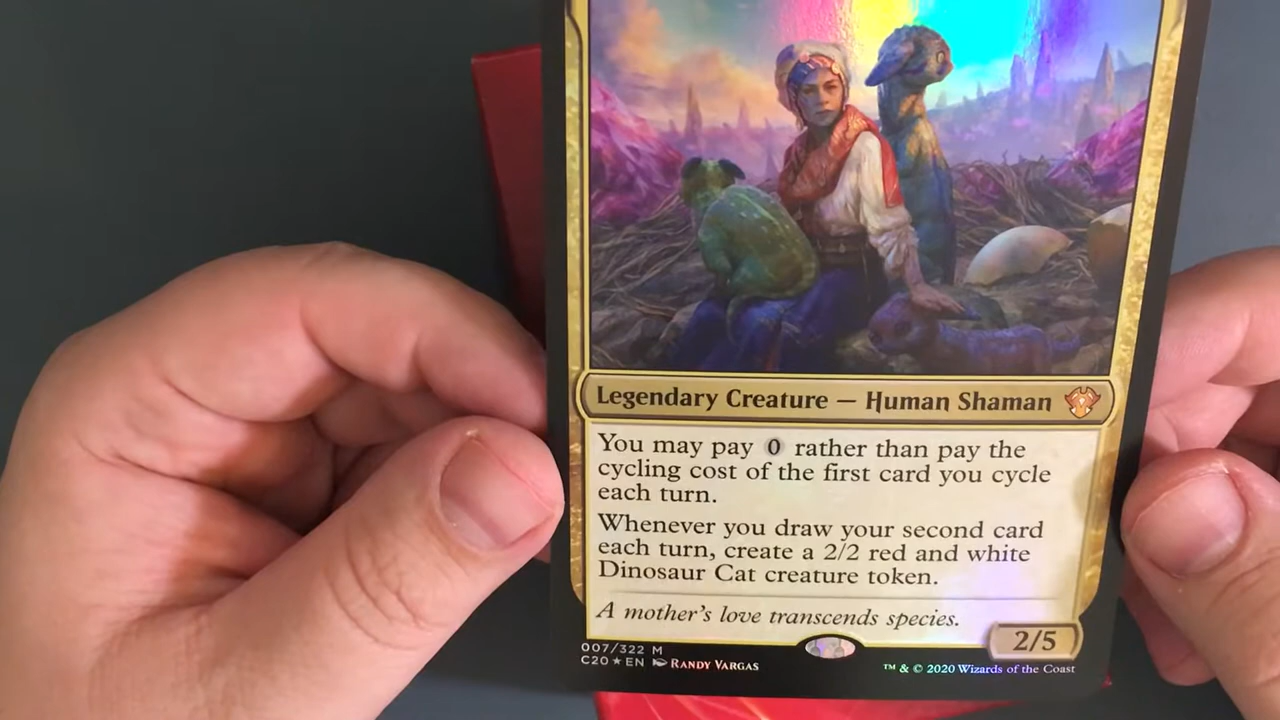 Legendary Creature — Human Shaman
You may pay 0 rather than pay the
cycling cost of the first card you cycle
each turn.
Whenever you draw your second card
each turn, create a 2/2 red and white
Dinosaur Cat creature token.
A mother's love transcends species.
2/5
007/322 M
C20★EN Randy Vargas
™ & © 2020 Wizards of the Coast